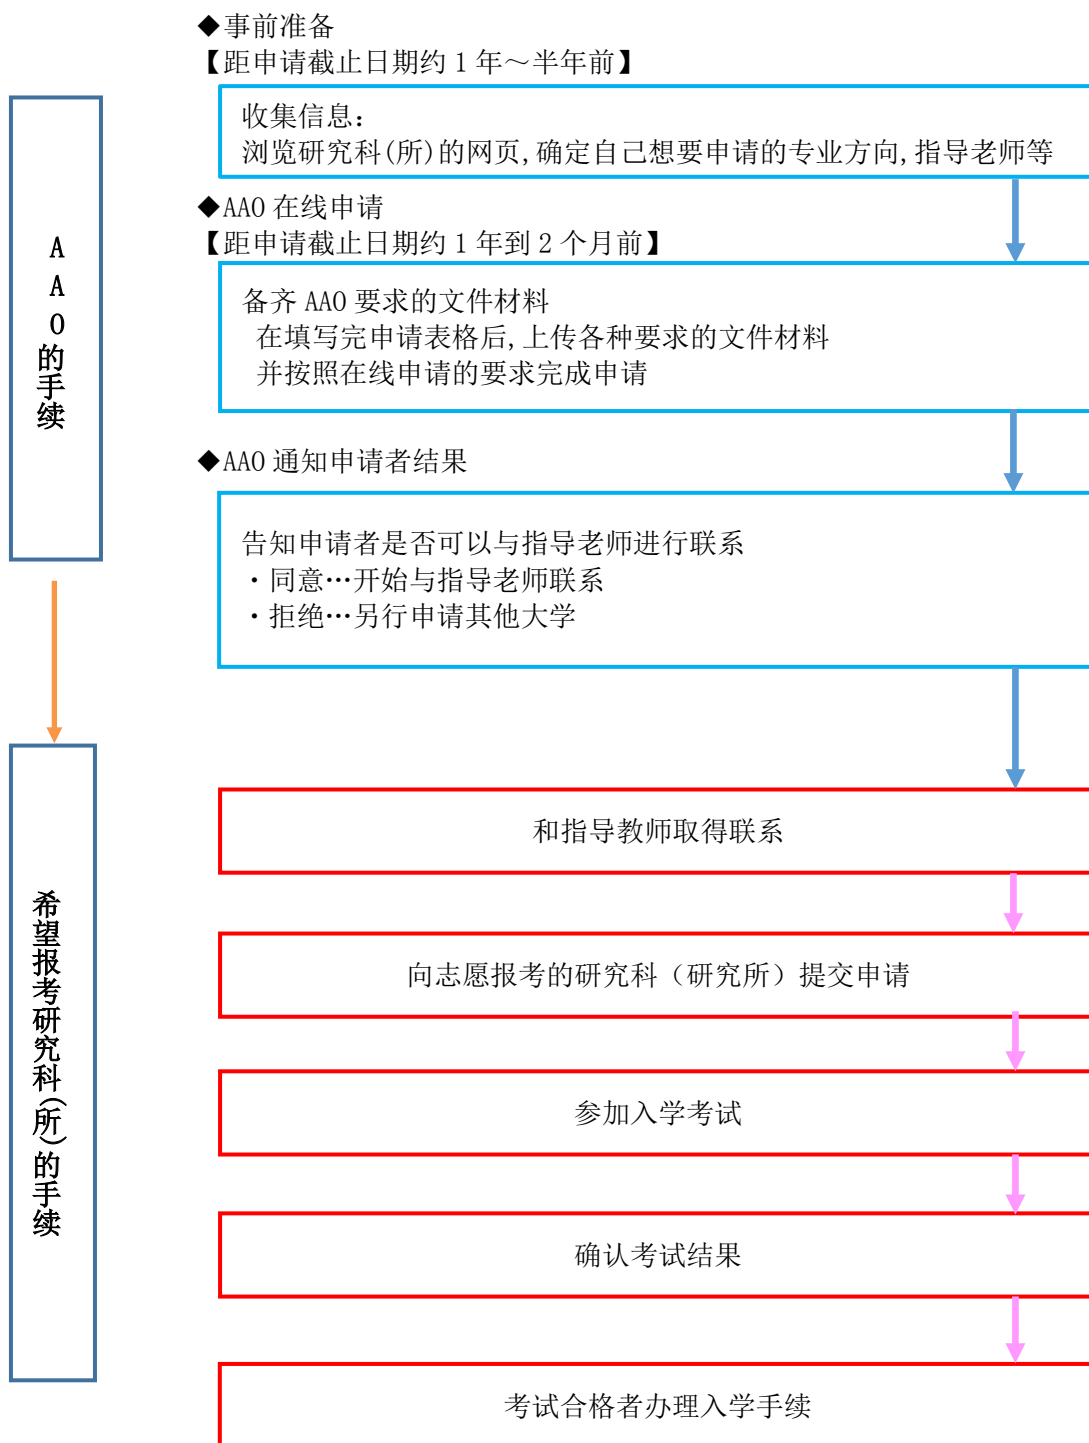 ◆事前准备
【距申请截止日期约1年～半年前】
收集信息:
浏览研究科(所)的网页,确定自己想要申请的专业方向,指导老师等
◆AAO在线申请
【距申请截止日期约1年到2个月前】
备齐AAO要求的文件材料
在填写完申请表格后,上传各种要求的文件材料
并按照在线申请的要求完成申请
◆AAO通知申请者结果
告知申请者是否可以与指导老师进行联系
・同意…开始与指导老师联系
・拒绝…另行申请其他大学
AAO的手续
和指导教师取得联系
向志愿报考的研究科（研究所）提交申请
参加入学考试
确认考试结果
考试合格者办理入学手续
希望报考研究科(所)的手续